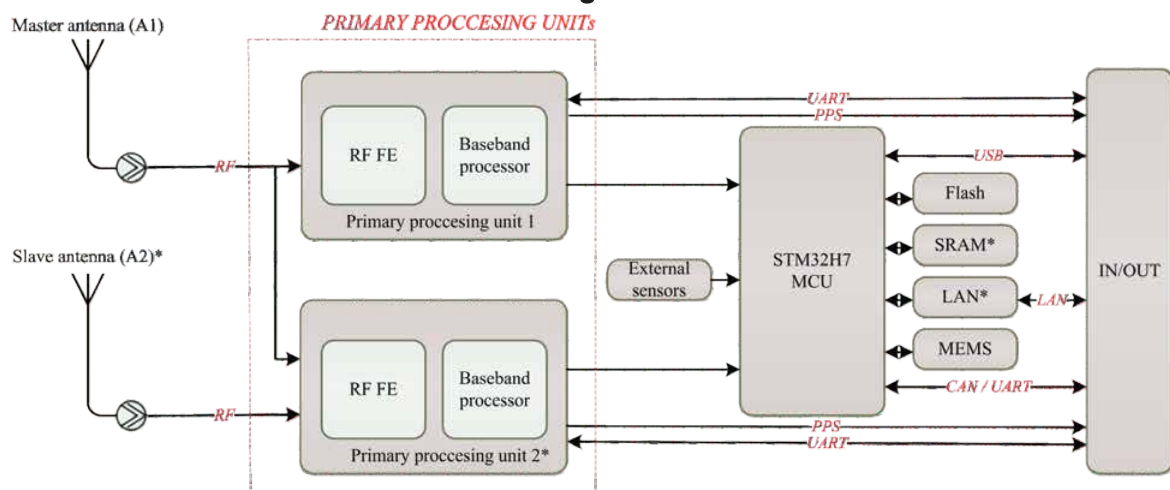 PRIMARY PROCCESING UNITs
Master antenna (A1)
RF
RF FE
Baseband
processor
Primary proccesing unit 1
UART
PPS
USB
Flash
SRAM*
LAN*
LAN
MEMS
CAN / UART
STM32H7
MCU
External
sensors
IN/OUT
Slave antenna (A2)*
RF
RF FE
Baseband
processor
Primary proccesing unit 2*
PPS
UART